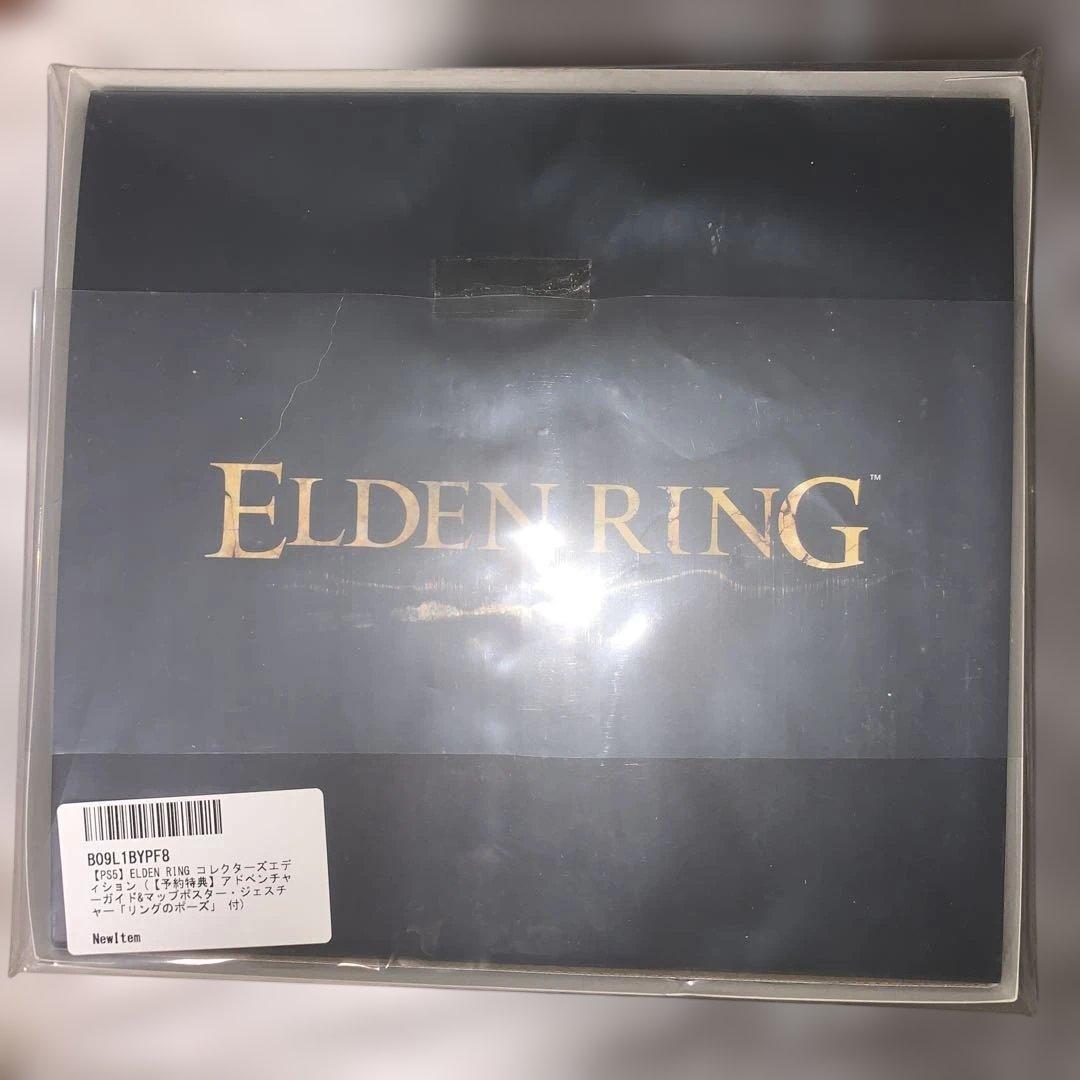 ELDEN RING™
B09L1BYPF8
【PS5】ELDEN RING コレクターズエデ
ィション (【予約特典】アドベンチャ
ーガイド&マップポスター・ジェスチ
ャー「リングのポーズ」 付)
NewItem